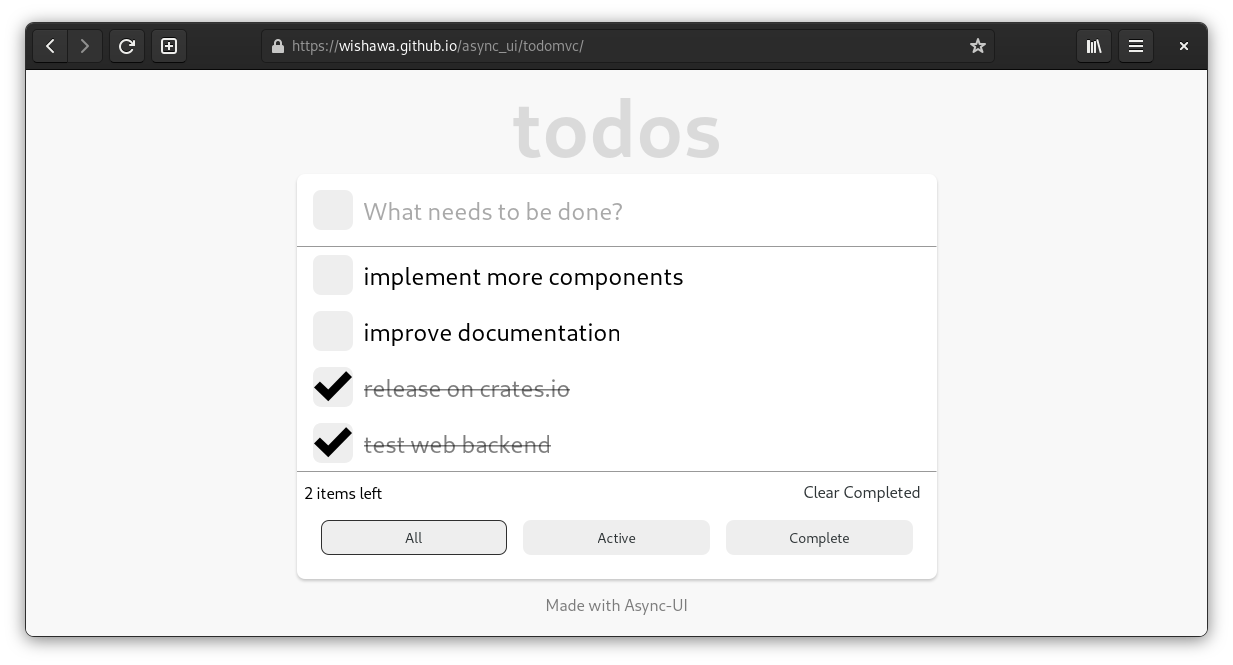 https://wishawa.github.io/async_ui/todomvc/
todos
What needs to be done?
implement more components
improve documentation
release on crates.io
test web backend
2 items left
Clear Completed
All
Active
Complete
Made with Async-UI